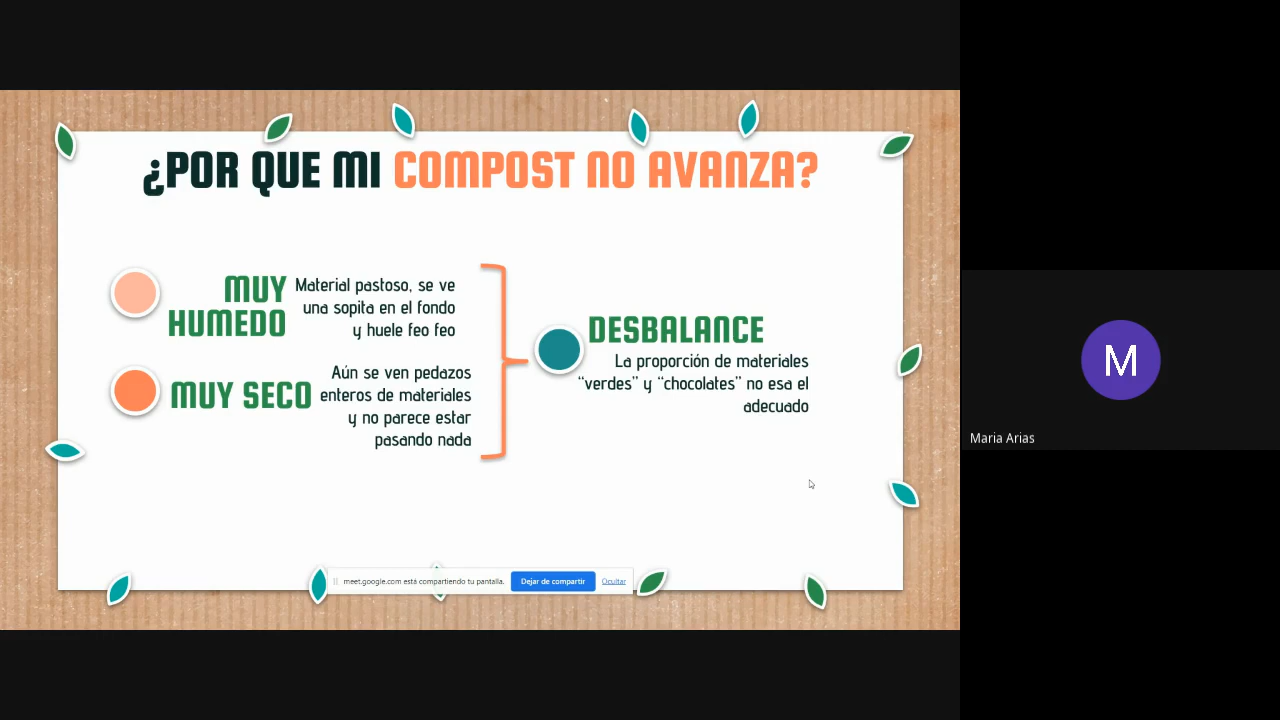 ¿POR QUE MI COMPOST NO AVANZA?
MUY
HUMEDO
Material pastoso, se ve
una sopita en el fondo
y huele feo feo
MUY SECO
Aún se ven pedazos
enteros de materiales
y no parece estar
pasando nada
DESBALANCE
La proporción de materiales
“verdes” y “chocolates” no esa el
adecuado
M
Maria Arias
meet.google.com está compartiendo tu pantalla.
Dejar de compartir
Ocultar